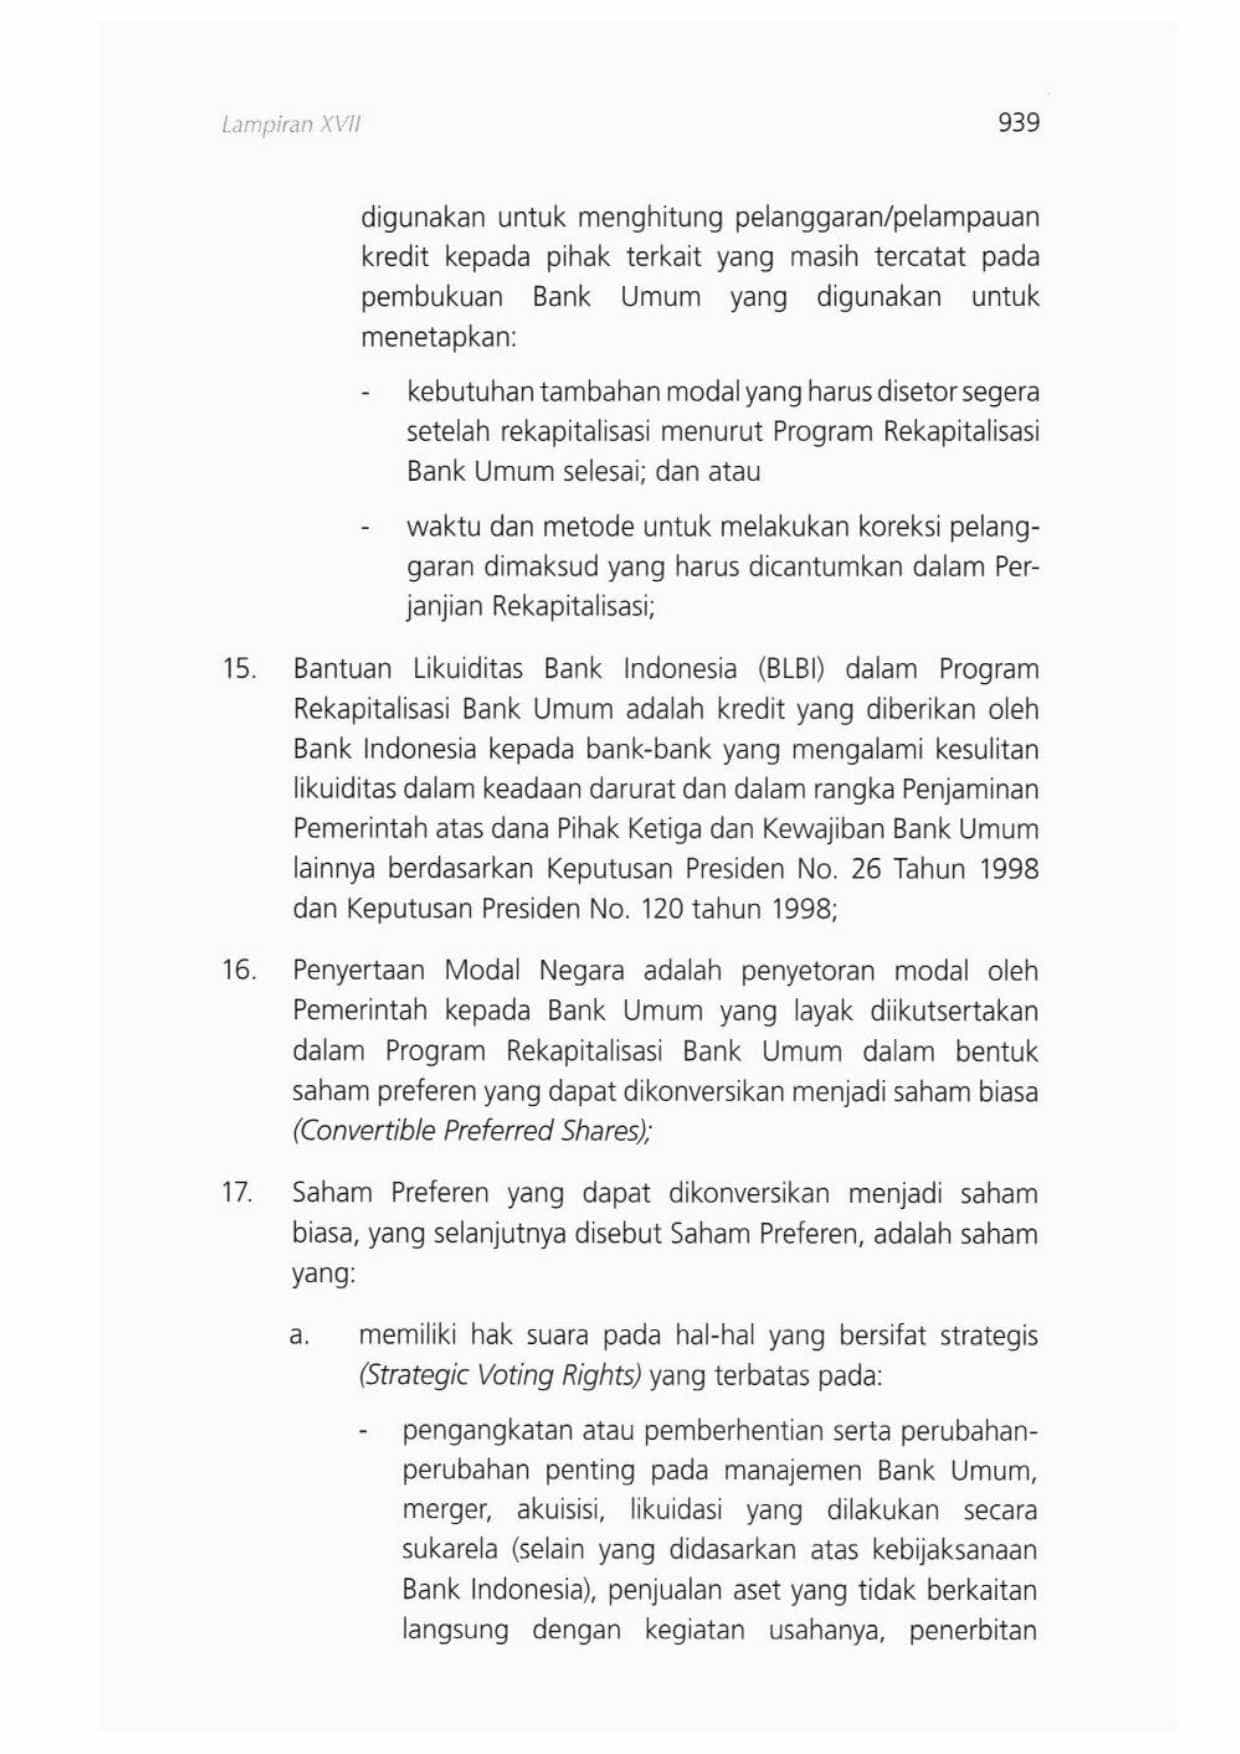 Lampiran XVII 939
digunakan untuk menghitung pelanggaran/pelampauan
kredit kepada pihak terkait yang masih tercatat pada
pembukuan Bank Umum yang digunakan untuk
menetapkan:
- kebutuhan tambahan modal yang harus disetor segera
setelah rekapitalisasi menurut Program Rekapitalisasi
Bank Umum selesai; dan atau
- waktu dan metode untuk melakukan koreksi pelang-
garan dimaksud yang harus dicantumkan dalam Per-
janjian Rekapitalisasi;
15. Bantuan Likuiditas Bank Indonesia (BLBI) dalam Program
Rekapitalisasi Bank Umum adalah kredit yang diberikan oleh
Bank Indonesia kepada bank-bank yang mengalami kesulitan
likuiditas dalam keadaan darurat dan dalam rangka Penjaminan
Pemerintah atas dana Pihak Ketiga dan Kewajiban Bank Umum
lainnya berdasarkan Keputusan Presiden No. 26 Tahun 1998
dan Keputusan Presiden No. 120 tahun 1998;
16. Penyertaan Modal Negara adalah penyetoran modal oleh
Pemerintah kepada Bank Umum yang layak diikutsertakan
dalam Program Rekapitalisasi Bank Umum dalam bentuk
saham preferen yang dapat dikonversikan menjadi saham biasa
(Convertible Preferred Shares);
17. Saham Preferen yang dapat dikonversikan menjadi saham
biasa, yang selanjutnya disebut Saham Preferen, adalah saham
yang:
a. memiliki hak suara pada hal-hal yang bersifat strategis
(Strategic Voting Rights) yang terbatas pada:
- pengangkatan atau pemberhentian serta perubahan-
perubahan penting pada manajemen Bank Umum,
merger, akuisisi, likuidasi yang dilakukan secara
sukarela (selain yang didasarkan atas kebijaksanaan
Bank Indonesia), penjualan aset yang tidak berkaitan
langsung dengan kegiatan usahanya, penerbitan